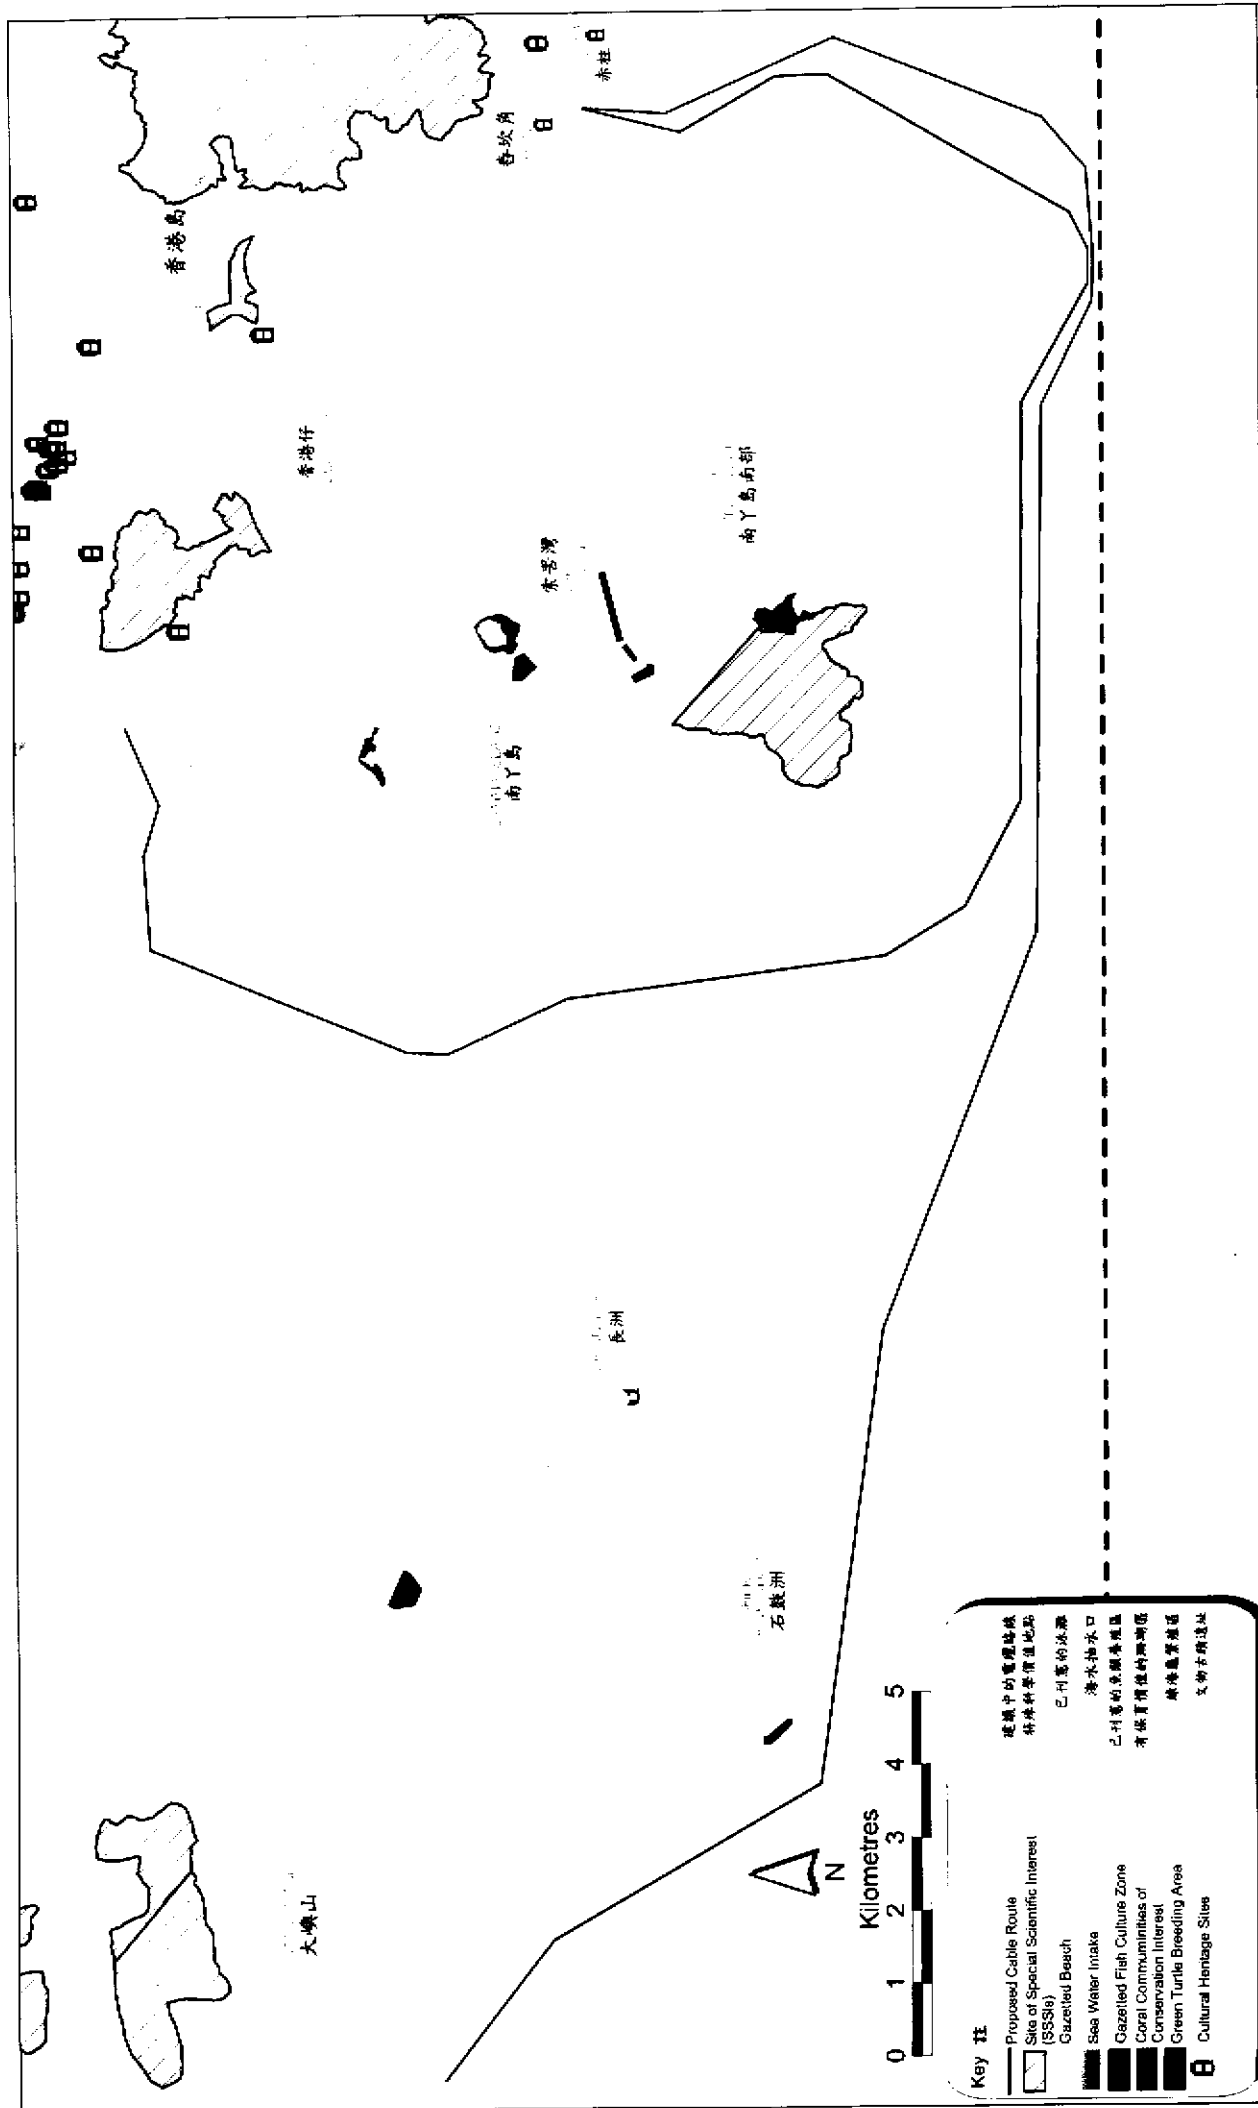 香港島
赤柱
舂坎角
香港仔
索罟灣
南丫島南部
南丫島
長洲
石鼓洲
大嶼山
N
Kilometres
0 1 2 3 4 5
Key 註
Proposed Cable Route 建議中的電纜路線
Site of Special Scientific Interest 特殊科學價值地點
(SSSIs)
Gazetted Beach 已刊憲的泳灘
Sea Water Intake 海水抽水口
Gazetted Fish Culture Zone 已刊憲的魚類養殖區
Coral Communinities of 有保育價值的珊瑚區
Conservation Interest
Green Turtle Breeding Area 綠海龜繁殖區
Cultural Heritage Sites 文物古蹟遺址